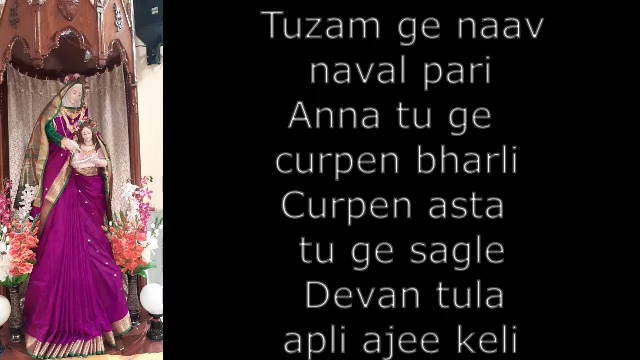 Tuzam ge naav
naval pari
Anna tu ge
curpen bharli
Curpen asta
tu ge sagle
Devan tula
apli ajee keli